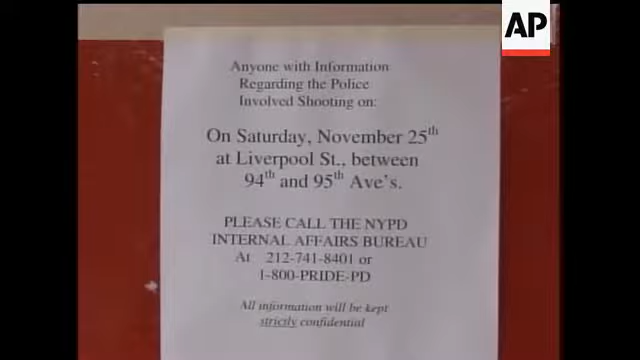 AP
Anyone with Information
Regarding the Police
Involved Shooting on:
On Saturday, November 25th
at Liverpool St., between
94th and 95th Ave's.
PLEASE CALL THE NYPD
INTERNAL AFFAIRS BUREAU
At 212-741-8401 or
1-800-PRIDE-PD
All information will be kept
strictly confidential